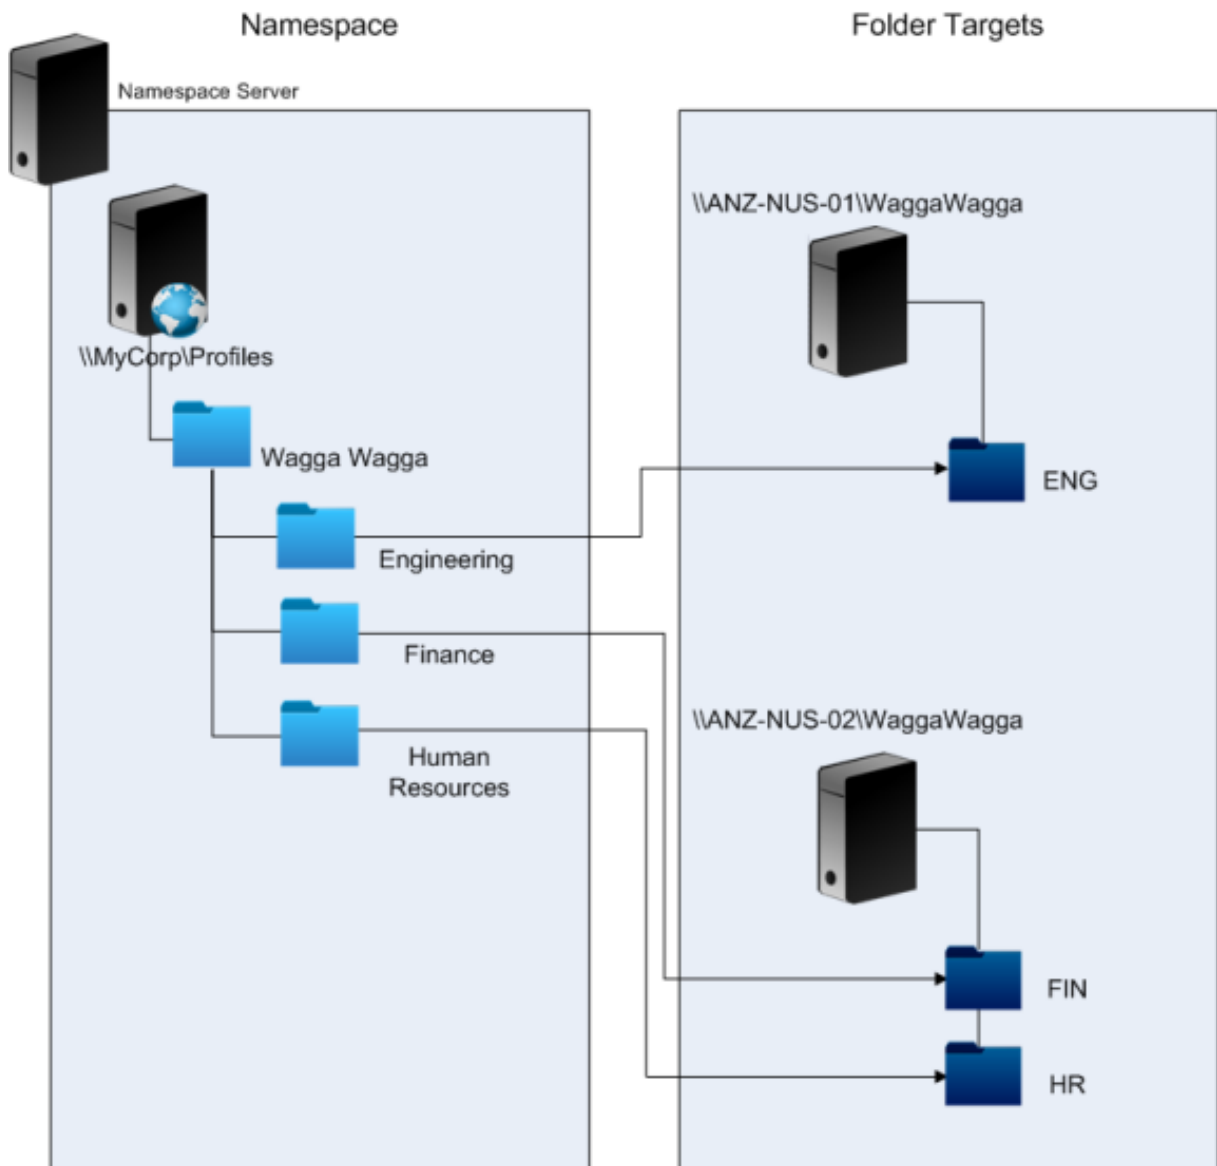 Namespace
Folder Targets
Namespace Server
\\MyCorp\Profiles
Wagga Wagga
Engineering
Finance
Human
Resources
\\ANZ-NUS-01\WaggaWagga
ENG
\\ANZ-NUS-02\WaggaWagga
FIN
HR